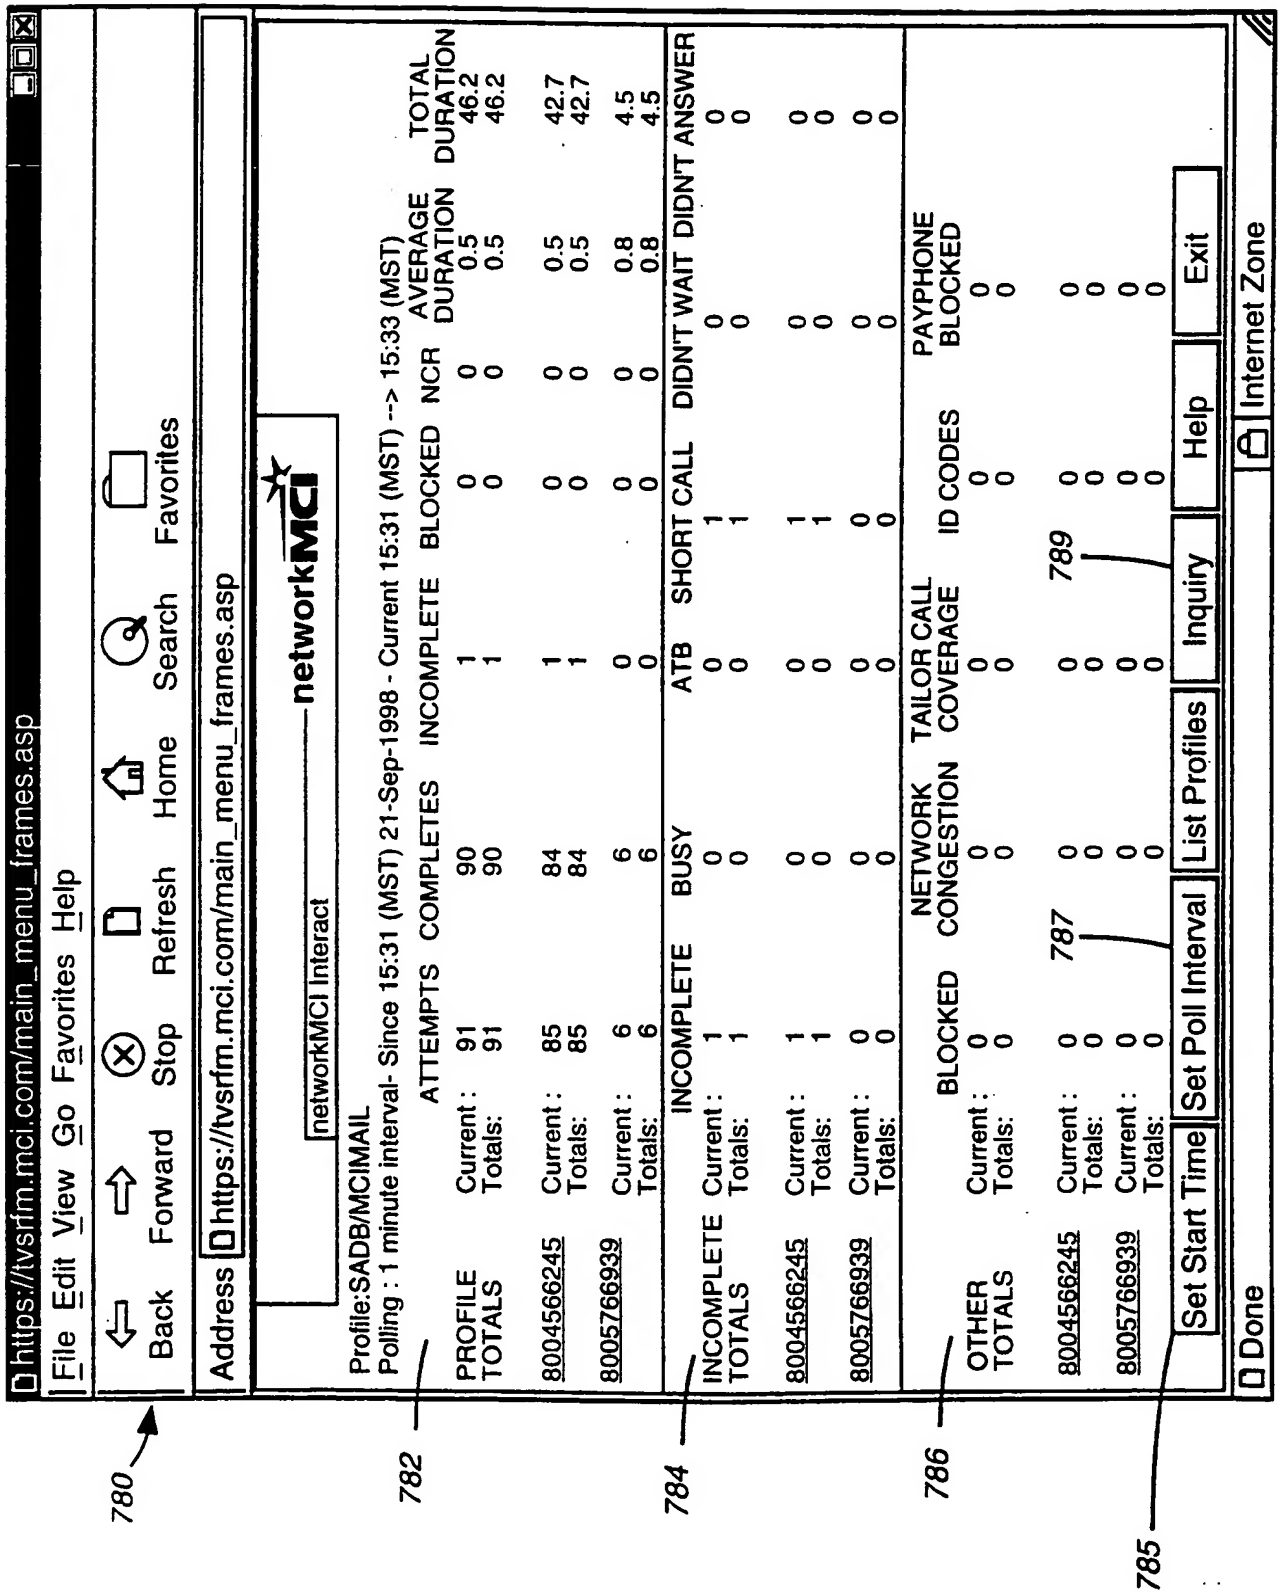 https://tvsrfm.mci.com/main_menu_frames.asp
File Edit View Go Favorites Help
Back Forward Stop Refresh Home Search Favorites
Address https://tvsrfm.mci.com/main_menu_frames.asp
networkMCI
networkMCI Interact
Profile:SADB/MCIMAIL
Polling : 1 minute interval- Since 15:31 (MST) 21-Sep-1998 - Current 15:31 (MST) --> 15:33 (MST)
AVERAGE TOTAL
ATTEMPTS COMPLETES INCOMPLETE BLOCKED NCR DURATION DURATION
PROFILE Current : 91 90 1 0 0 0.5 46.2
TOTALS Totals: 91 90 1 0 0 0.5 46.2
8004566245 Current : 85 84 1 0 0 0.5 42.7
Totals: 85 84 1 0 0 0.5 42.7
8005766939 Current : 6 6 0 0 0 0.8 4.5
Totals: 6 6 0 0 0 0.8 4.5
INCOMPLETE BUSY ATB SHORT CALL DIDN'T WAIT DIDN'T ANSWER
INCOMPLETE Current : 1 0 0 1 0 0
TOTALS Totals: 1 0 0 1 0 0
8004566245 Current : 1 0 0 1 0 0
Totals: 1 0 0 1 0 0
8005766939 Current : 0 0 0 0 0 0
Totals: 0 0 0 0 0 0
NETWORK TAILOR CALL PAYPHONE
BLOCKED CONGESTION COVERAGE ID CODES BLOCKED
OTHER Current : 0 0 0 0 0
TOTALS Totals: 0 0 0 0 0
8004566245 Current : 0 0 0 0 0
Totals: 0 0 0 0 0
8005766939 Current : 0 0 0 0 0
Totals: 0 0 0 0 0
Set Start Time Set Poll Interval List Profiles Inquiry Help Exit
Done Internet Zone
780
782
784
786
785
787
789